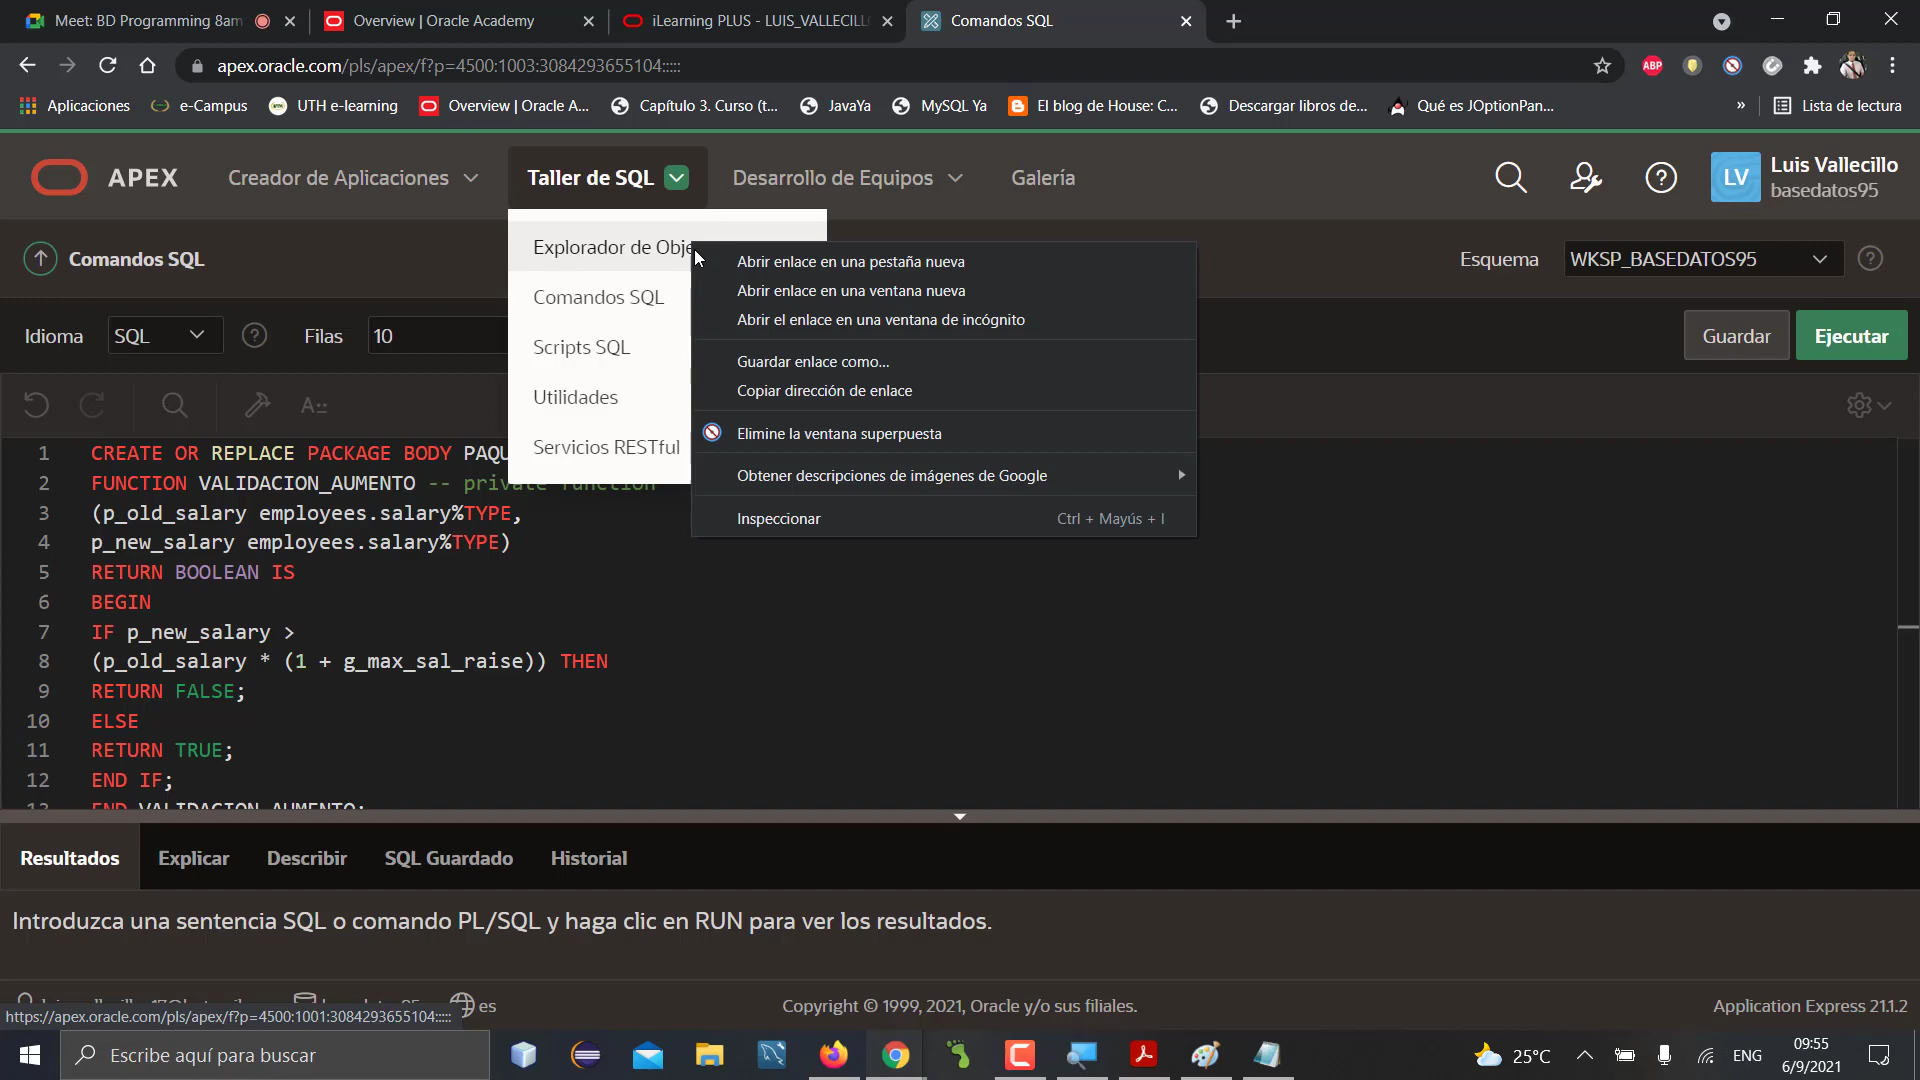 Meet: BD Programming 8am
Overview | Oracle Academy
iLearning PLUS - LUIS_VALLECILL
Comandos SQL
apex.oracle.com/pls/apex/f?p=4500:1003:3084293655104:::::
ABP
Aplicaciones
e-Campus
UTH e-learning
Overview | Oracle A...
Capítulo 3. Curso (t...
JavaYa
MySQL Ya
El blog de House: C...
Descargar libros de...
Qué es JOptionPan...
»
Lista de lectura
APEX
Creador de Aplicaciones
Taller de SQL
Desarrollo de Equipos
Galería
LV
Luis Vallecillo
basedatos95
Comandos SQL
Explorador de Obje
Comandos SQL
Scripts SQL
Utilidades
Servicios RESTful
Abrir enlace en una pestaña nueva
Abrir enlace en una ventana nueva
Abrir el enlace en una ventana de incógnito
Guardar enlace como...
Copiar dirección de enlace
Elimine la ventana superpuesta
Obtener descripciones de imágenes de Google
Inspeccionar Ctrl + Mayús + I
Esquema WKSP_BASEDATOS95
Idioma SQL Filas 10
Guardar Ejecutar
1 CREATE OR REPLACE PACKAGE BODY PAQU
2 FUNCTION VALIDACION_AUMENTO -- private function
3 (p_old_salary employees.salary%TYPE,
4 p_new_salary employees.salary%TYPE)
5 RETURN BOOLEAN IS
6 BEGIN
7 IF p_new_salary >
8 (p_old_salary * (1 + g_max_sal_raise)) THEN
9 RETURN FALSE;
10 ELSE
11 RETURN TRUE;
12 END IF;
13 END VALIDACION_AUMENTO;
Resultados Explicar Describir SQL Guardado Historial
Introduzca una sentencia SQL o comando PL/SQL y haga clic en RUN para ver los resultados.
es
Copyright © 1999, 2021, Oracle y/o sus filiales.
Application Express 21.1.2
https://apex.oracle.com/pls/apex/f?p=4500:1001:3084293655104:::::
Escribe aquí para buscar
25°C
ENG
09:55
6/9/2021